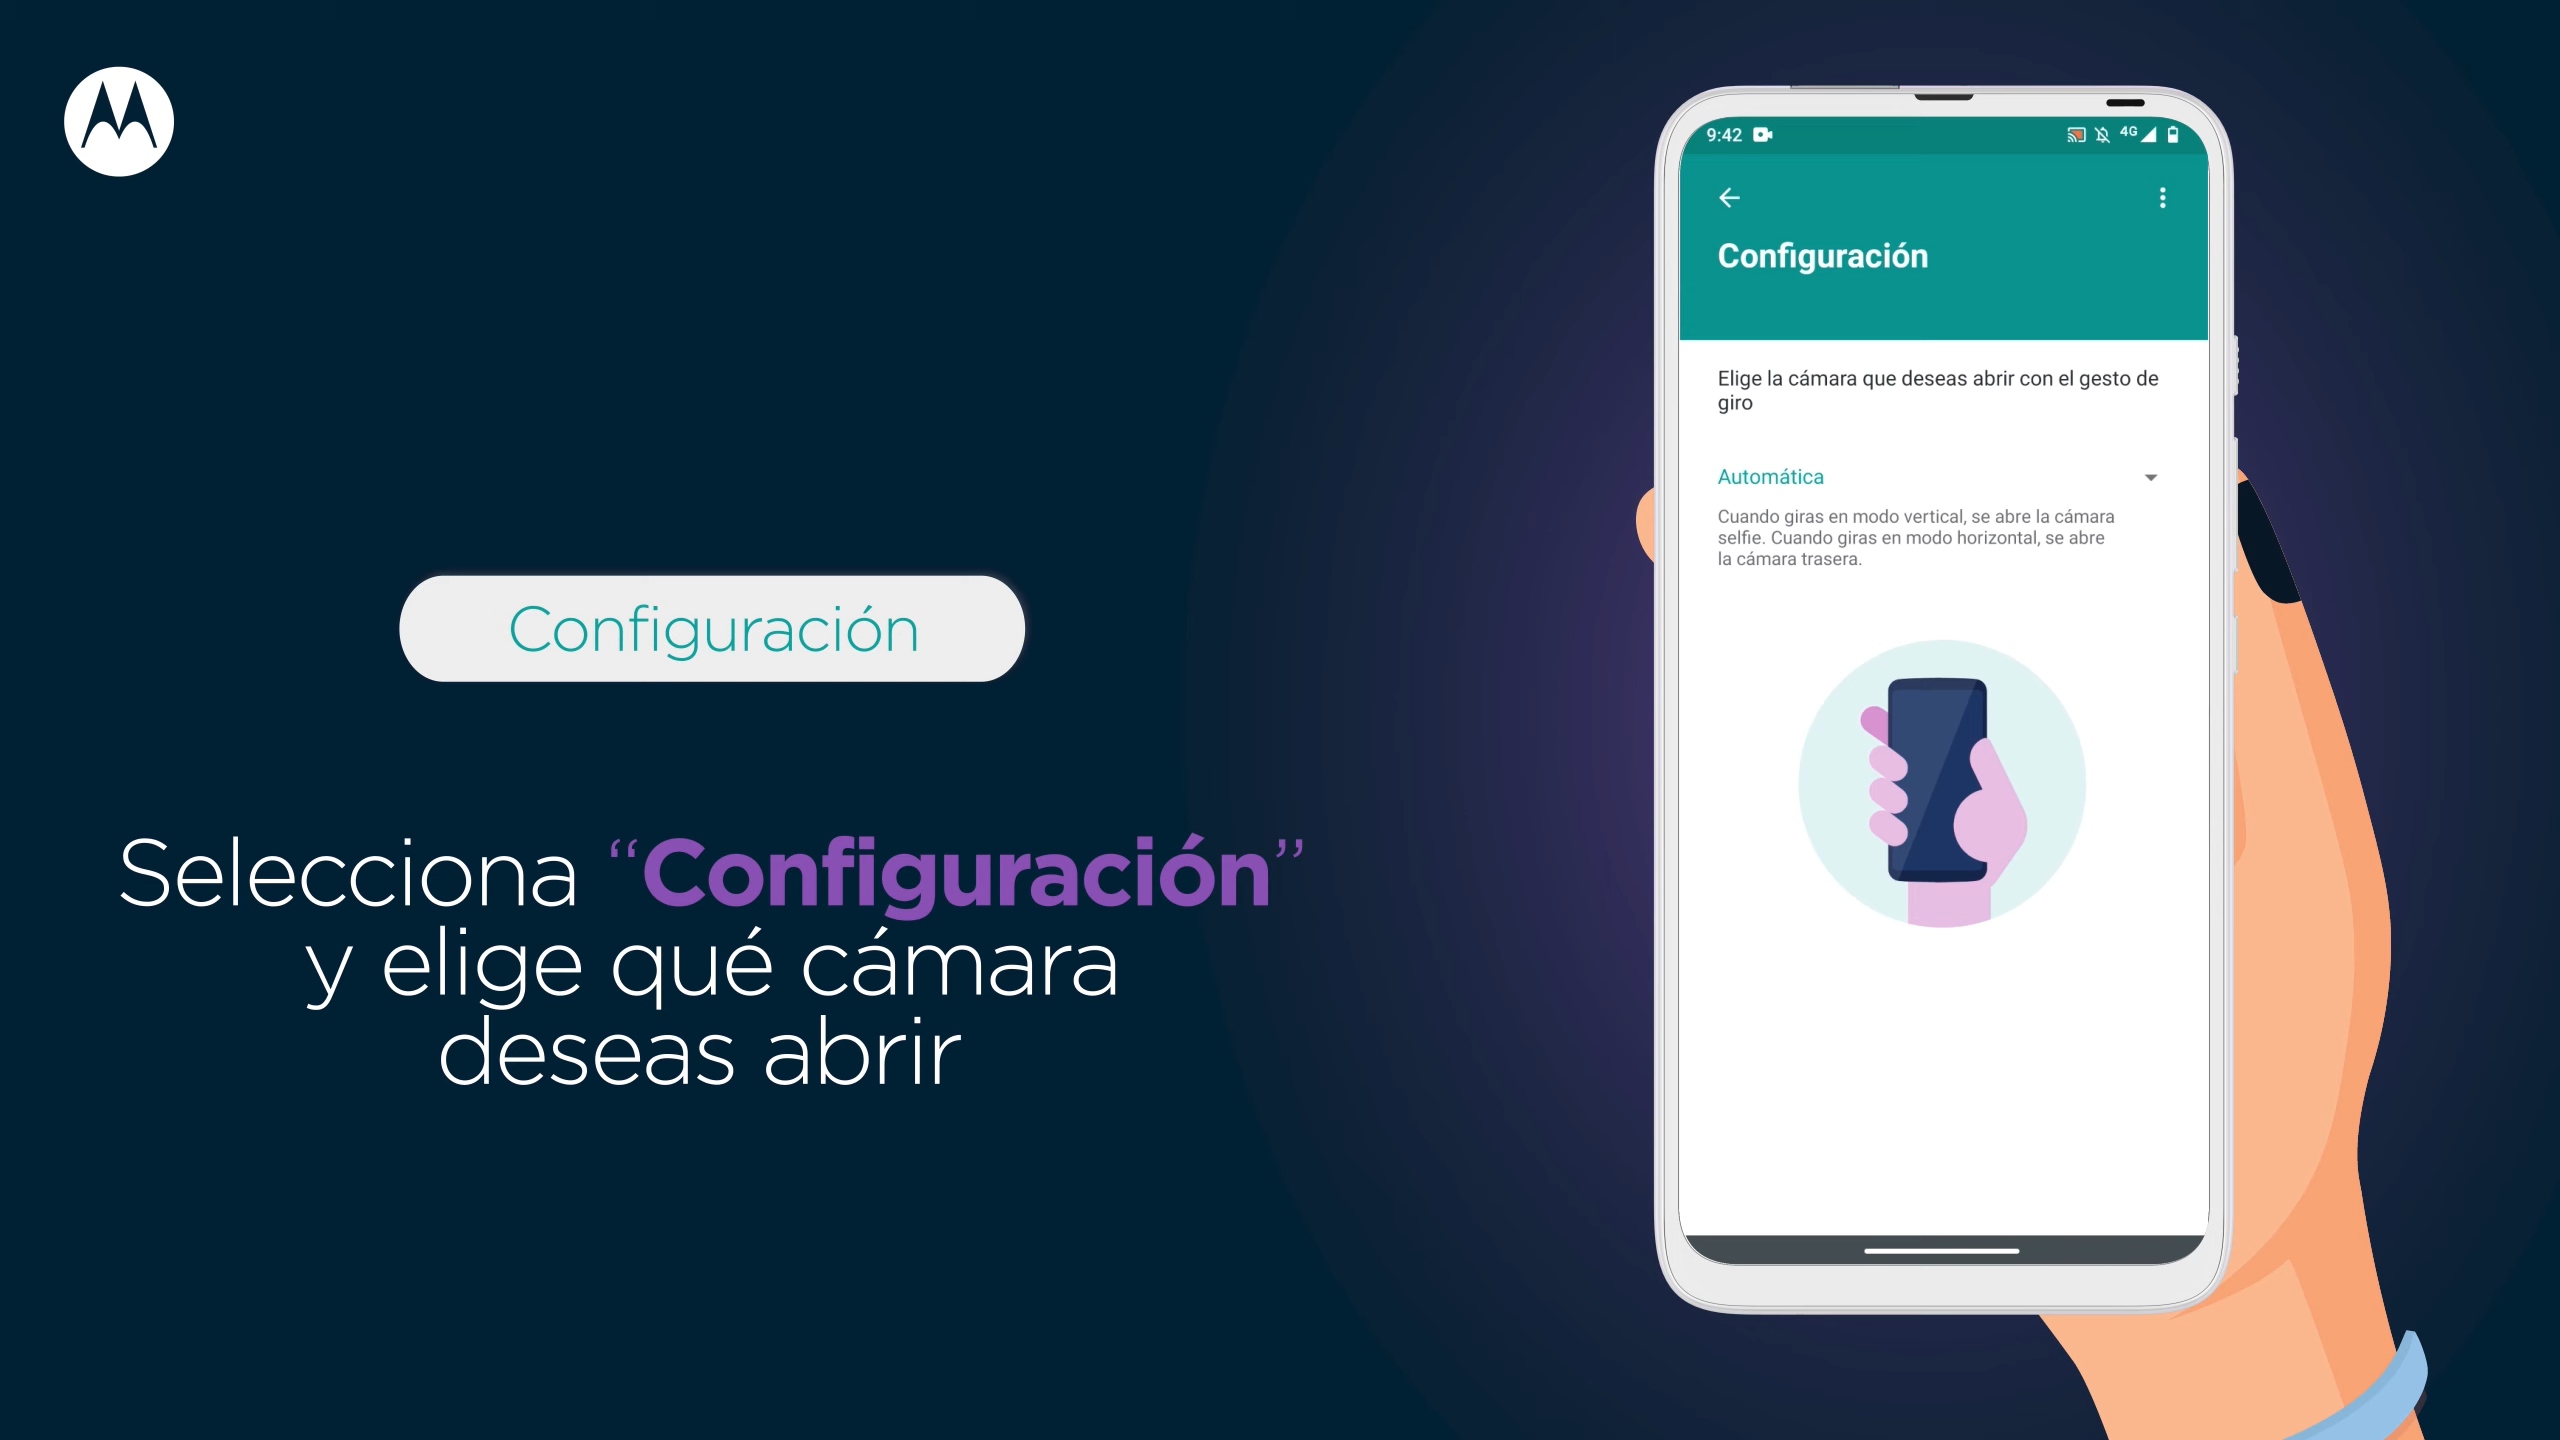 Configuración
Selecciona “Configuración”
y elige qué cámara
deseas abrir
9:42
4G
Configuración
Elige la cámara que deseas abrir con el gesto de
giro
Automática
Cuando giras en modo vertical, se abre la cámara
selfie. Cuando giras en modo horizontal, se abre
la cámara trasera.